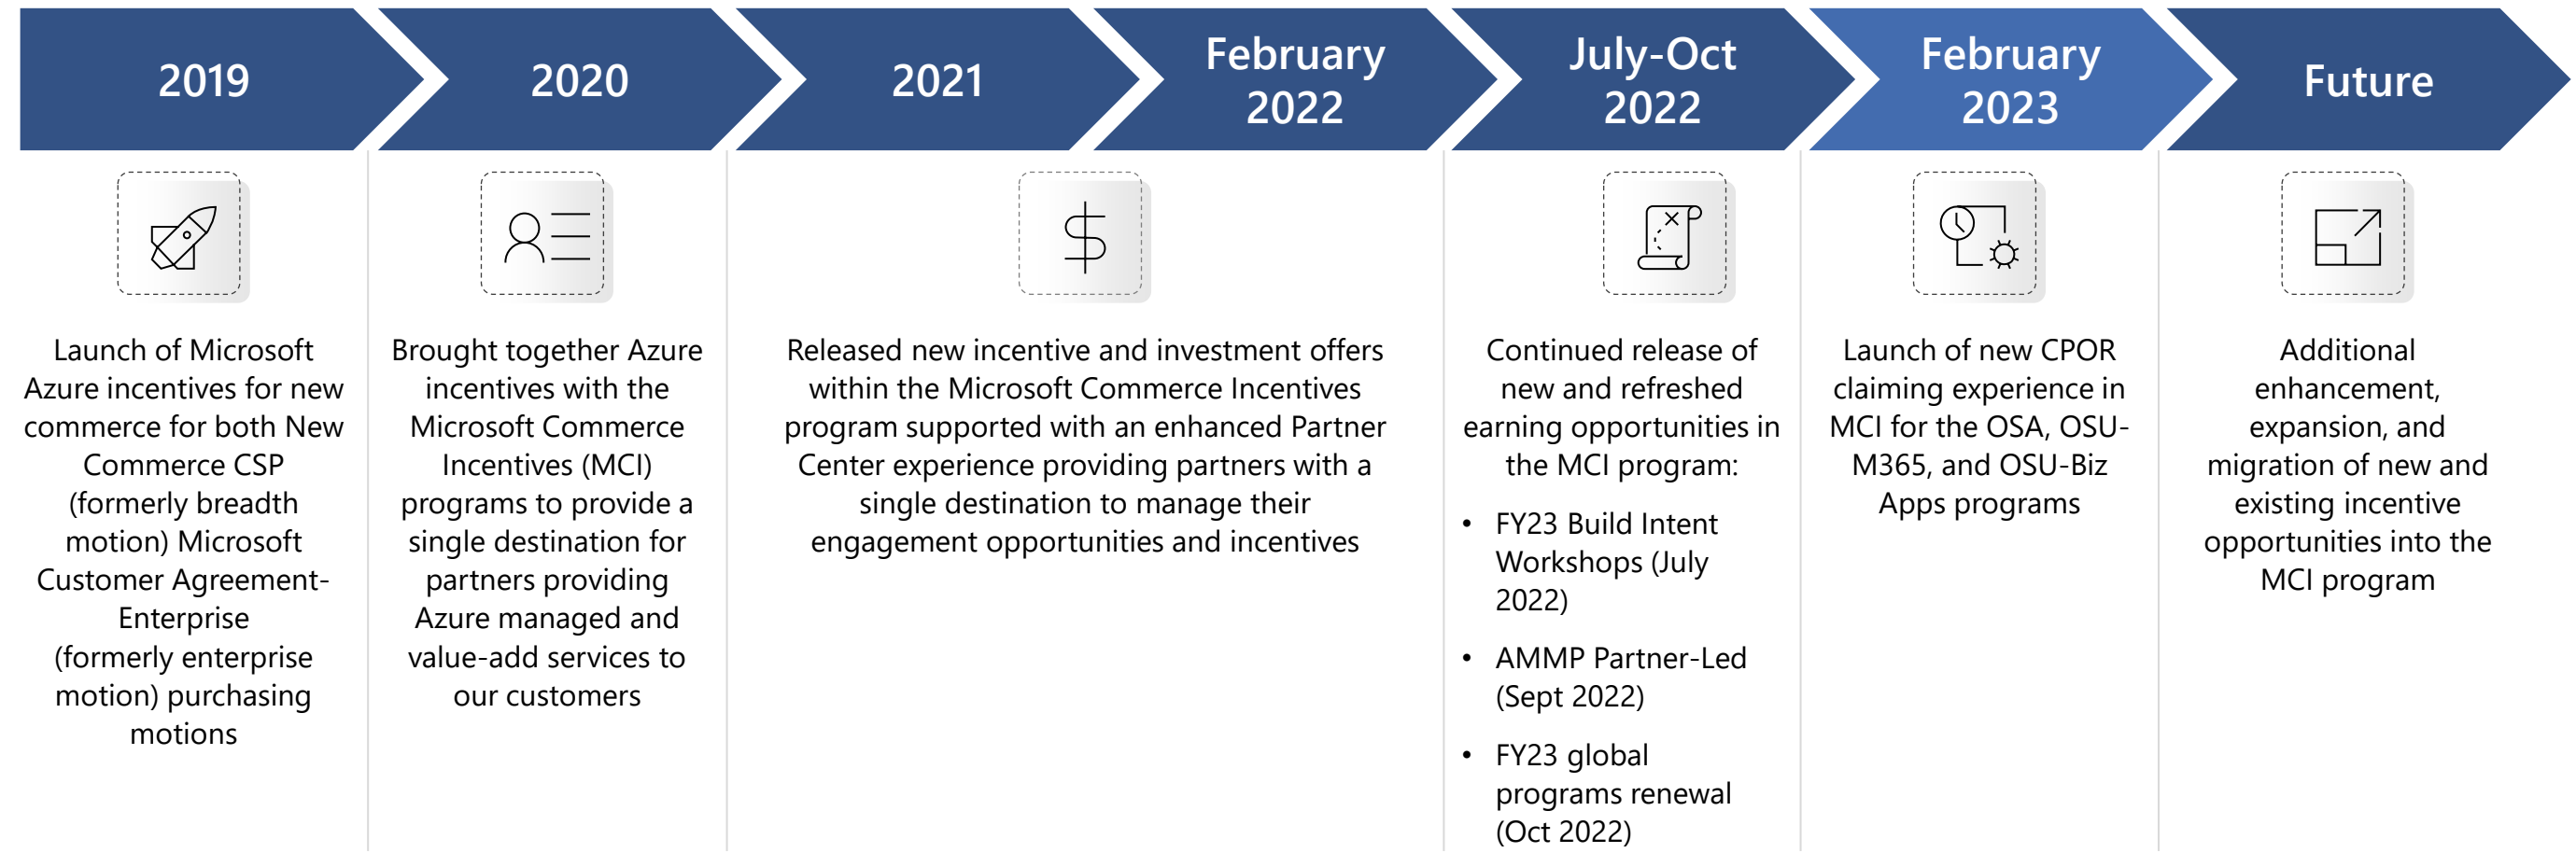 2019
2020
2021
February
2022
July-Oct
2022
February
2023
Future
Launch of Microsoft
Azure incentives for new
commerce for both New
Commerce CSP
(formerly breadth
motion) Microsoft
Customer Agreement-
Enterprise
(formerly enterprise
motion) purchasing
motions
Brought together Azure
incentives with the
Microsoft Commerce
Incentives (MCI)
programs to provide a
single destination for
partners providing
Azure managed and
value-add services to
our customers
Released new incentive and investment offers
within the Microsoft Commerce Incentives
program supported with an enhanced Partner
Center experience providing partners with a
single destination to manage their
engagement opportunities and incentives
Continued release of
new and refreshed
earning opportunities in
the MCI program:
• FY23 Build Intent
Workshops (July
2022)
• AMMP Partner-Led
(Sept 2022)
• FY23 global
programs renewal
(Oct 2022)
Launch of new CPOR
claiming experience in
MCI for the OSA, OSU-
M365, and OSU-Biz
Apps programs
Additional
enhancement,
expansion, and
migration of new and
existing incentive
opportunities into the
MCI program